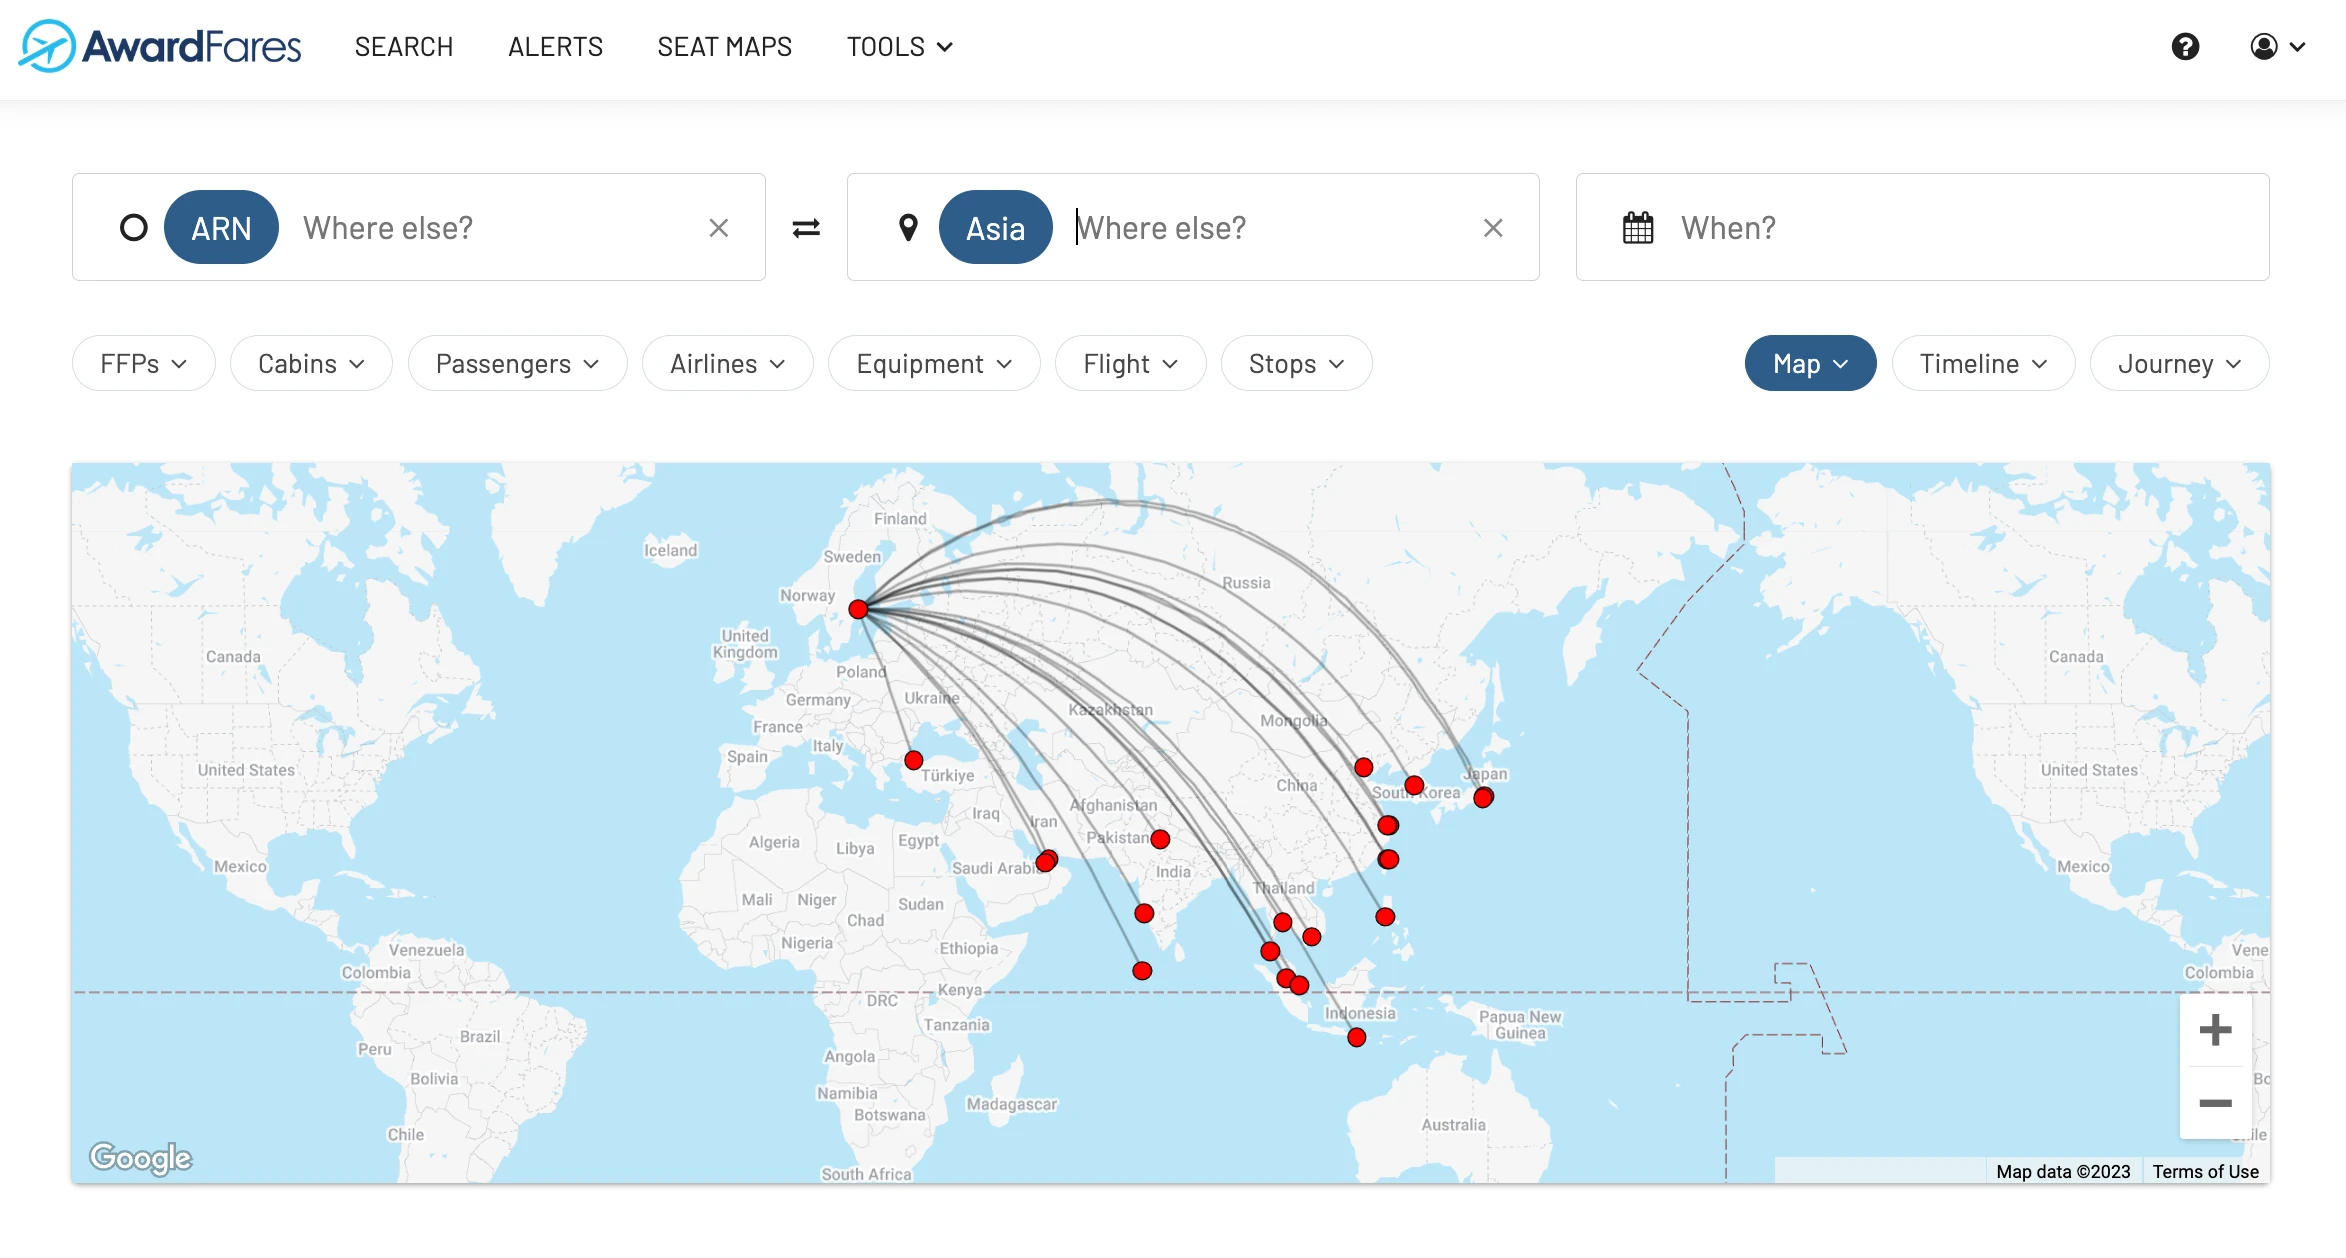 AwardFares SEARCH ALERTS SEAT MAPS TOOLS
ARN Where else? Asia Where else? When?
FFPs Cabins Passengers Airlines Equipment Flight Stops Map Timeline Journey
Finland
Iceland
Sweden
Russia
Norway
United Kingdom
Canada
Canada
Poland
Ukraine
Germany
Kazakhstan
Mongolia
France
Italy
Spain
United States
United States
Türkiye
Japan
China
South Korea
Afghanistan
Iraq
Iran
Pakistan
Algeria
Libya
Egypt
Mexico
Mexico
Saudi Arabi
India
Thailand
Mali
Niger
Sudan
Chad
Nigeria
Ethiopia
Venezuela
Vene
Colombia
Colombia
DRC
Kenya
Indonesia
Papua New Guinea
Tanzania
Brazil
Peru
Angola
Bolivia
Bo
Namibia
Botswana
Madagascar
Australia
Chile
hile
South Africa
Google
Map data ©2023 Terms of Use